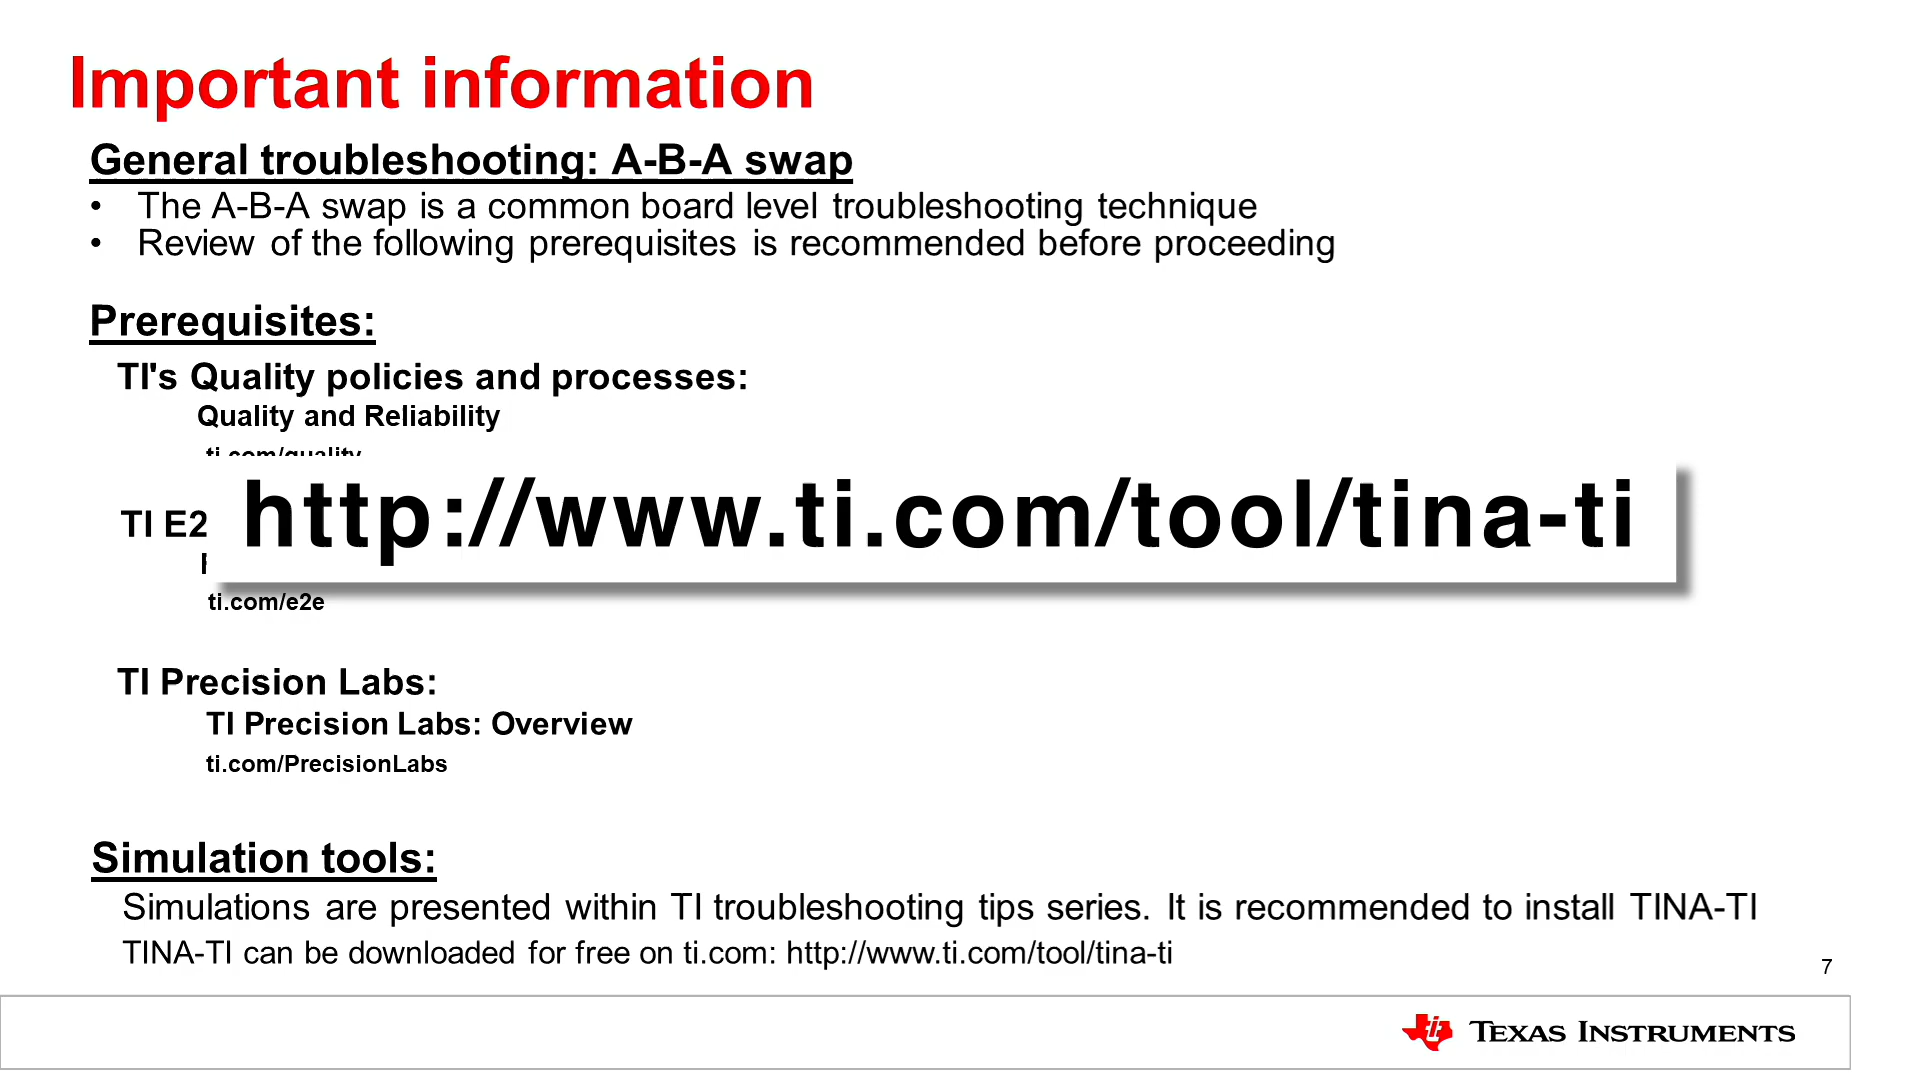 Important information
General troubleshooting: A-B-A swap
• The A-B-A swap is a common board level troubleshooting technique
• Review of the following prerequisites is recommended before proceeding
Prerequisites:
TI's Quality policies and processes:
Quality and Reliability
ti.com/quality
TI E2
http://www.ti.com/tool/tina-ti
ti.com/e2e
TI Precision Labs:
TI Precision Labs: Overview
ti.com/PrecisionLabs
Simulation tools:
Simulations are presented within TI troubleshooting tips series. It is recommended to install TINA-TI
TINA-TI can be downloaded for free on ti.com: http://www.ti.com/tool/tina-ti
7
TEXAS INSTRUMENTS